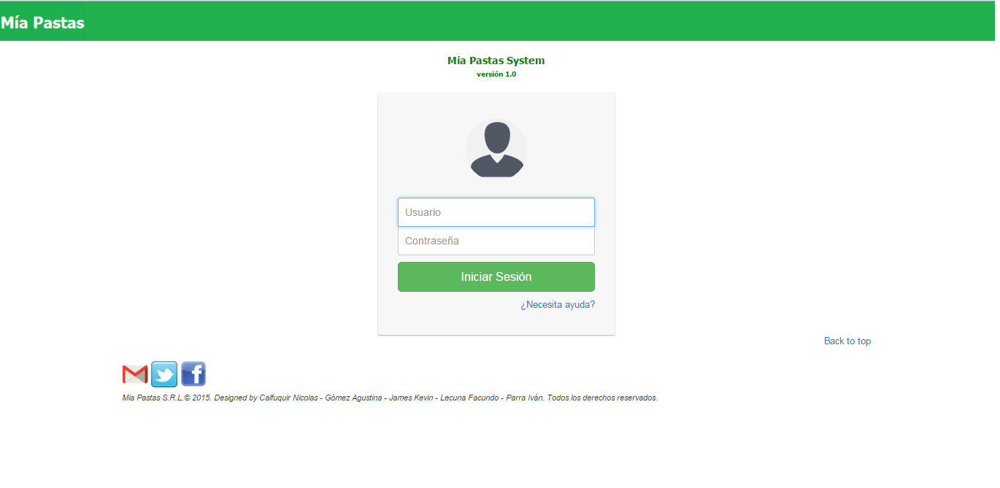 Mía Pastas
Mía Pastas System
versión 1.0
Usuario
Contraseña
Iniciar Sesión
¿Necesita ayuda?
Back to top
Mia Pastas S.R.L.© 2015. Designed by Calfuquir Nicolas - Gómez Agustina - James Kevin - Lecuna Facundo - Parra Iván. Todos los derechos reservados.